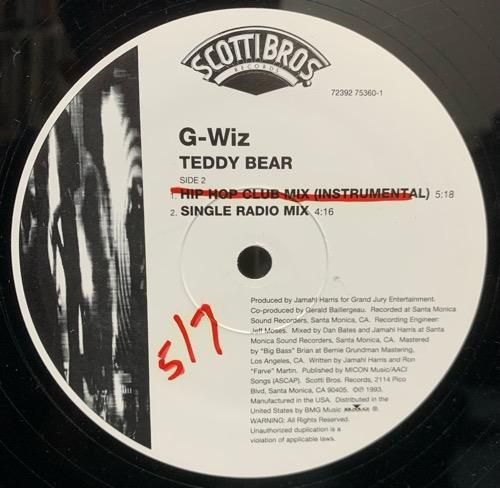 SCOTTI BROS.
RECORDS
72392 75360-1
G-Wiz
TEDDY BEAR
SIDE 2
1. HIP HOP CLUB MIX (INSTRUMENTAL) 5:18
2. SINGLE RADIO MIX 4:16
5/7
Produced by Jamahl Harris for Grand Jury Entertainment.
Co-produced by Gerald Baillergeau. Recorded at Santa Monica
Sound Recorders, Santa Monica, CA. Recording Engineer:
Jeff Moses. Mixed by Dan Bates and Jamahl Harris at Santa
Monica Sound Recorders, Santa Monica, CA. Mastered
by "Big Bass" Brian at Bernie Grundman Mastering,
Los Angeles, CA. Written by Jamahl Harris and Ron
"Farve" Martin. Published by MICON Music/AACI
Songs (ASCAP). Scotti Bros. Records, 2114 Pico
Blvd, Santa Monica, CA 90405. ℗© 1993.
Manufactured in the USA. Distributed in the
United States by BMG Music ®.
WARNING: All Rights Reserved.
Unauthorized duplication is a
violation of applicable laws.